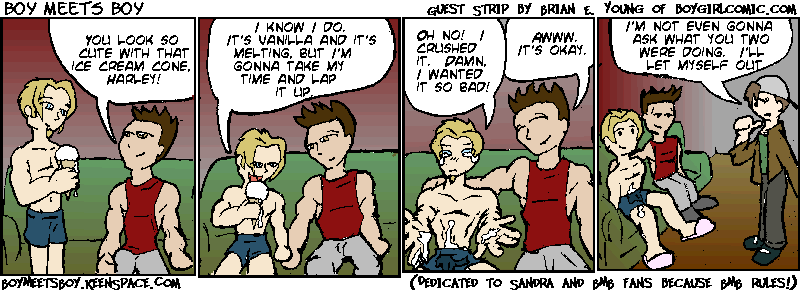 BOY MEETS BOY
GUEST STRIP BY BRIAN E. YOUNG OF BOYGIRLCOMIC.COM
YOU LOOK SO
CUTE WITH THAT
ICE CREAM CONE,
HARLEY!
I KNOW I DO.
IT'S VANILLA AND IT'S
MELTING, BUT I'M
GONNA TAKE MY
TIME AND LAP
IT UP.
OH NO! I
CRUSHED
IT. DAMN,
I WANTED
IT SO BAD!
AWWW.
IT'S OKAY.
I'M NOT EVEN GONNA
ASK WHAT YOU TWO
WERE DOING. I'LL
LET MYSELF OUT.
BOYMEETSBOY.KEENSPACE.COM
(DEDICATED TO SANDRA AND BMB FANS BECAUSE BMB RULES!)